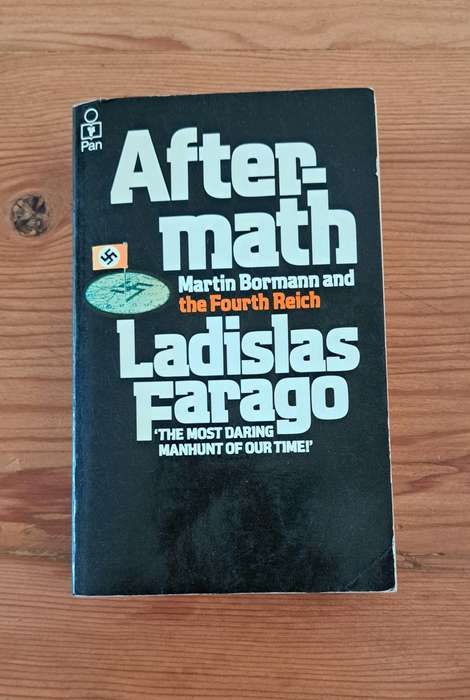 Pan
After-
math
Martin Bormann and
the Fourth Reich
Ladislas
Farago
'THE MOST DARING
MANHUNT OF OUR TIME!'